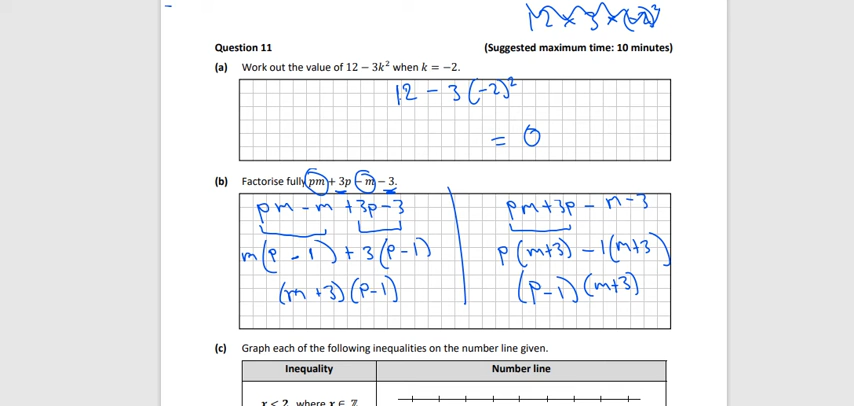 12 × 3 × (-2)²
Question 11 (Suggested maximum time: 10 minutes)
(a) Work out the value of 12 − 3k² when k = −2.
12 − 3(−2)²
= 0
(b) Factorise fully pm + 3p − m − 3.
pm − m + 3p − 3
m(p − 1) + 3(p − 1)
(m + 3)(p − 1)
pm + 3p − m − 3
p(m+3) − 1(m+3)
(p − 1)(m+3)
(c) Graph each of the following inequalities on the number line given.
Inequality Number line
x < 2, where x ∈ ℤ